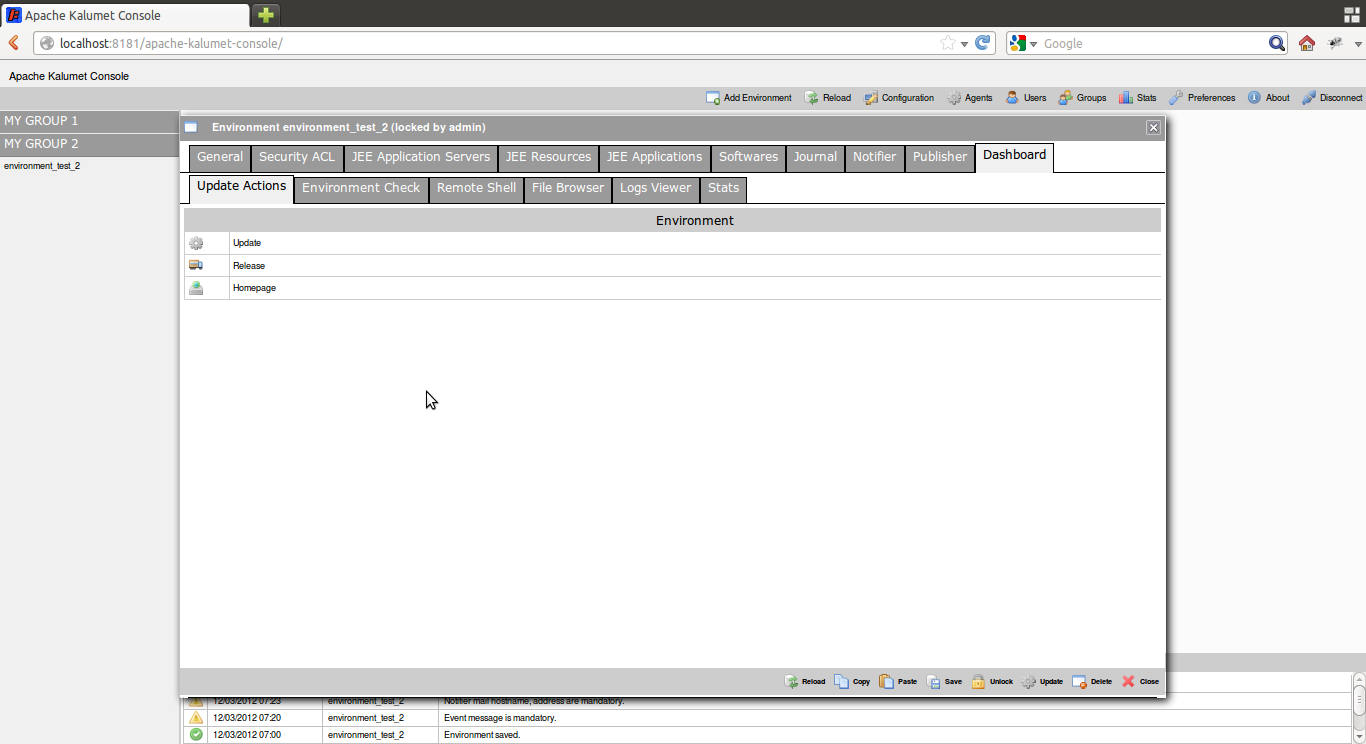 Apache Kalumet Console
localhost:8181/apache-kalumet-console/
Google
Apache Kalumet Console
Add Environment Reload Configuration Agents Users Groups Stats Preferences About Disconnect
MY GROUP 1
MY GROUP 2
environment_test_2
Environment environment_test_2 (locked by admin)
General Security ACL JEE Application Servers JEE Resources JEE Applications Softwares Journal Notifier Publisher Dashboard
Update Actions Environment Check Remote Shell File Browser Logs Viewer Stats
Environment
Update
Release
Homepage
Reload Copy Paste Save Unlock Update Delete Close
12/03/2012 07:23 environment_test_2 Notifier mail hostname, address are mandatory.
12/03/2012 07:20 environment_test_2 Event message is mandatory.
12/03/2012 07:00 environment_test_2 Environment saved.